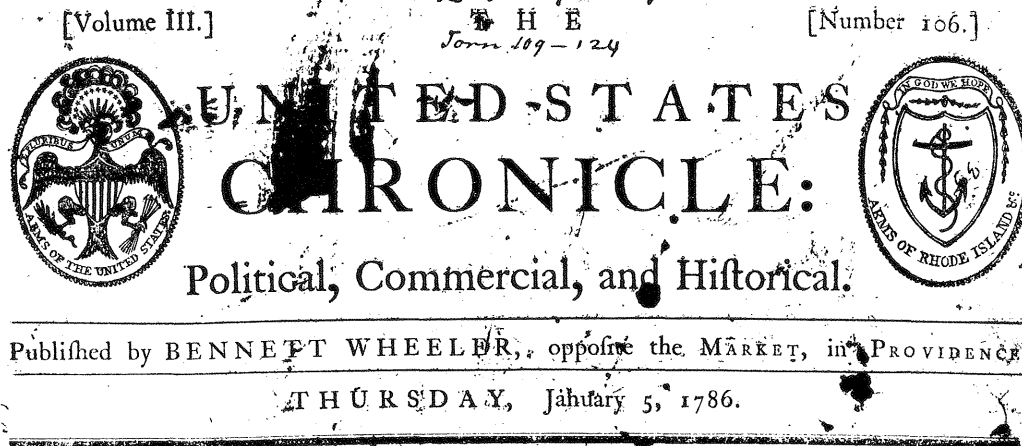 [Volume III.]
THE
[Number 106.]
Torn 109-124
UNITED STATES
CHRONICLE:
E PLURIBUS UNUM
ARMS OF THE UNITED STATES
IN GOD WE HOPE
ARMS OF RHODE ISLAND &c
Political, Commercial, and Hiſtorical.
Publiſhed by BENNETT WHEELER, oppoſite the MARKET, in PROVIDENCE
THURSDAY, January 5, 1786.